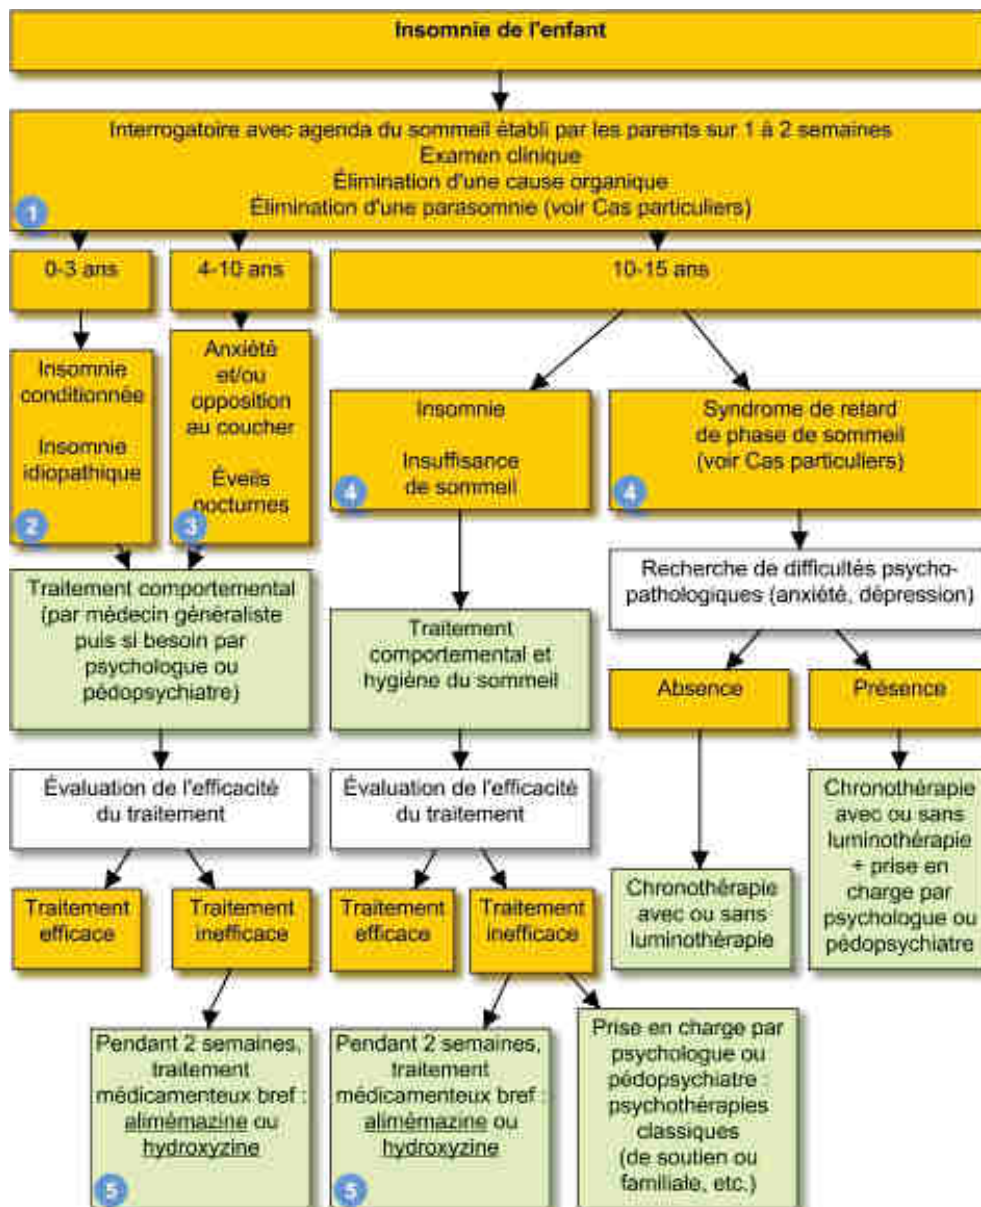 Insomnie de l'enfant
Interrogatoire avec agenda du sommeil établi par les parents sur 1 à 2 semaines
Examen clinique
Élimination d'une cause organique
Élimination d'une parasomnie (voir Cas particuliers)
1
0-3 ans
4-10 ans
10-15 ans
Insomnie
conditionnée
Insomnie
idiopathique
2
Anxiété
et/ou
opposition
au coucher
Éveils
nocturnes
3
Insomnie
Insuffisance
de sommeil
4
Syndrome de retard
de phase de sommeil
(voir Cas particuliers)
4
Traitement comportemental
(par médecin généraliste
puis si besoin par
psychologue ou
pédopsychiatre)
Traitement
comportemental et
hygiène du sommeil
Recherche de difficultés psycho-
pathologiques (anxiété, dépression)
Absence
Présence
Évaluation de l'efficacité
du traitement
Évaluation de l'efficacité
du traitement
Chronothérapie
avec ou sans
luminothérapie
Chronothérapie
avec ou sans
luminothérapie
+ prise en
charge par
psychologue ou
pédopsychiatre
Traitement
efficace
Traitement
inefficace
Traitement
efficace
Traitement
inefficace
Pendant 2 semaines,
traitement
médicamenteux bref :
alimémazine ou
hydroxyzine
5
Pendant 2 semaines,
traitement
médicamenteux bref :
alimémazine ou
hydroxyzine
5
Prise en charge par
psychologue ou
pédopsychiatre :
psychothérapies
classiques
(de soutien ou
familiale, etc.)